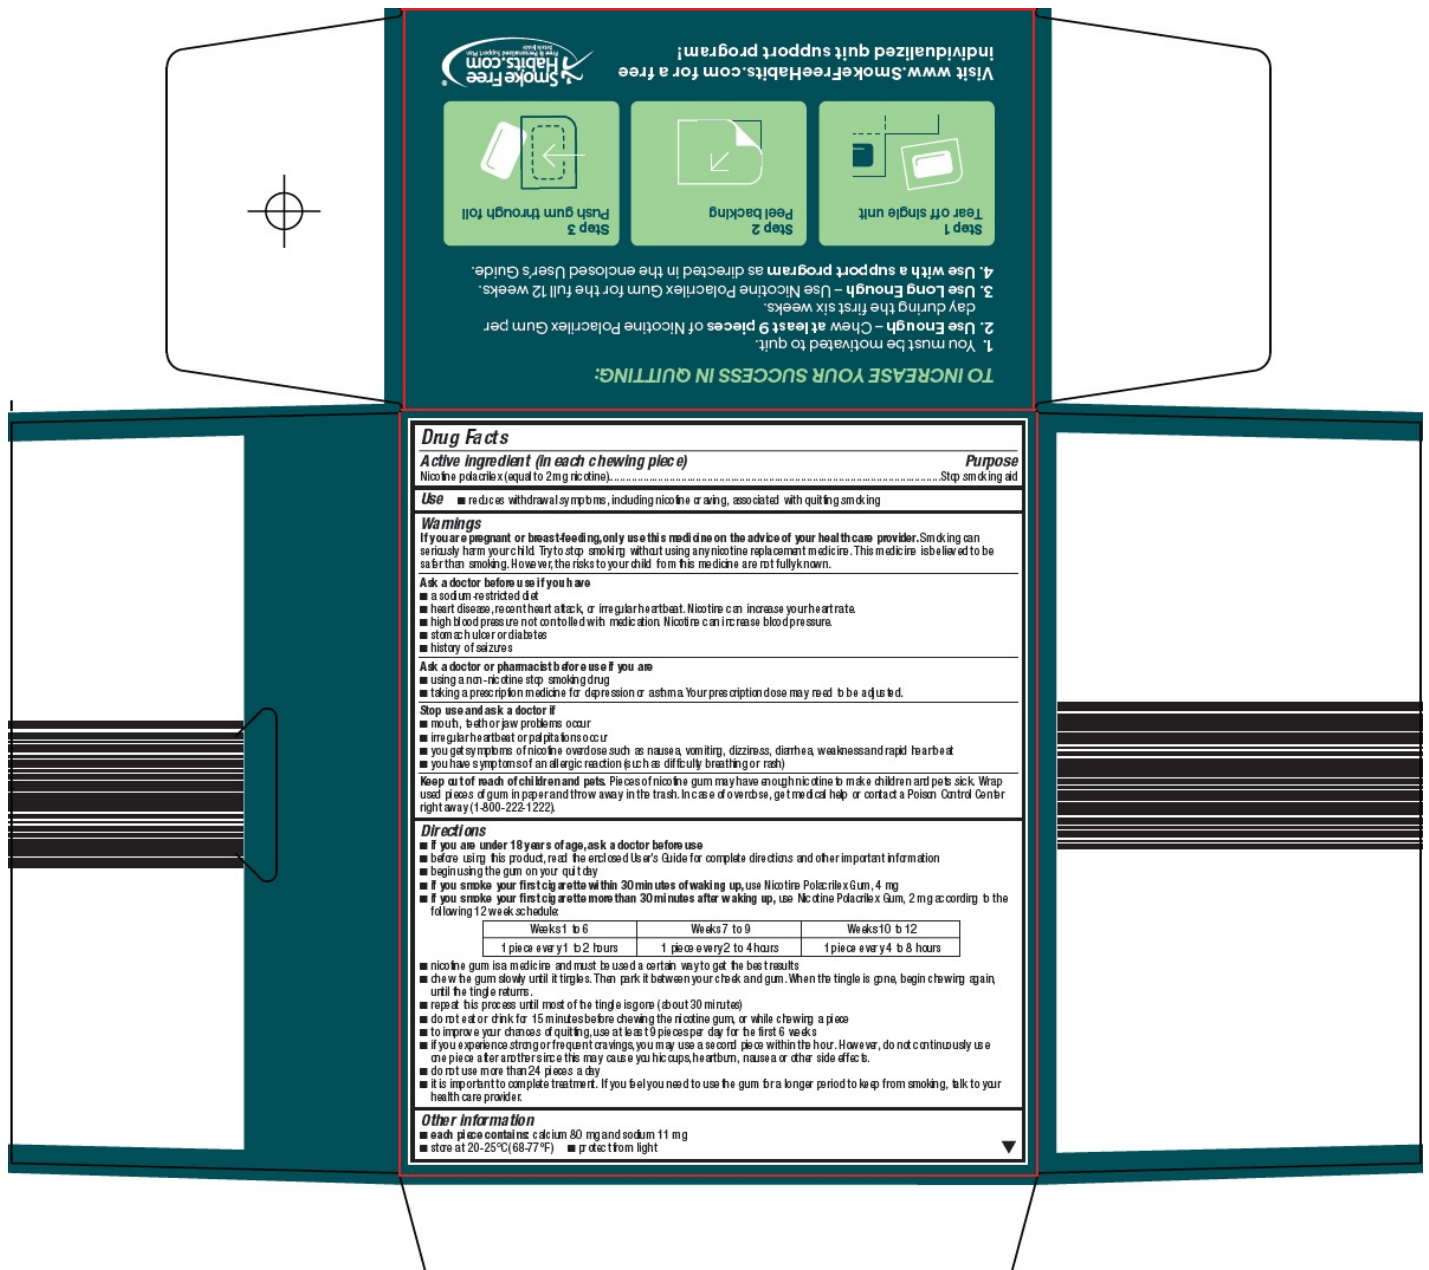 TO INCREASE YOUR SUCCESS IN QUITTING:
1. You must be motivated to quit.
2. Use Enough – Chew at least 9 pieces of Nicotine Polacrilex Gum per
day during the first six weeks.
3. Use Long Enough – Use Nicotine Polacrilex Gum for the full 12 weeks.
4. Use with a support program as directed in the enclosed User's Guide.
Step 1
Tear off single unit
Step 2
Peel backing
Step 3
Push gum through foil
Visit www.SmokeFreeHabits.com for a free
individualized quit support program!
Smoke Free
Habits.com®
Free & Personalized Support Plan
Details Inside
Drug Facts
Active ingredient (in each chewing piece) Purpose
Nicotine polacrilex (equal to 2 mg nicotine)..........Stop smoking aid
Use ■ reduces withdrawal symptoms, including nicotine craving, associated with quitting smoking
Warnings
If you are pregnant or breast-feeding, only use this medicine on the advice of your health care provider. Smoking can
seriously harm your child. Try to stop smoking without using any nicotine replacement medicine. This medicine is believed to be
safer than smoking. However, the risks to your child from this medicine are not fully known.
Ask a doctor before use if you have
■ a sodium-restricted diet
■ heart disease, recent heart attack, or irregular heartbeat. Nicotine can increase your heart rate.
■ high blood pressure not controlled with medication. Nicotine can increase blood pressure.
■ stomach ulcer or diabetes
■ history of seizures
Ask a doctor or pharmacist before use if you are
■ using a non-nicotine stop smoking drug
■ taking a prescription medicine for depression or asthma. Your prescription dose may need to be adjusted.
Stop use and ask a doctor if
■ mouth, teeth or jaw problems occur
■ irregular heartbeat or palpitations occur
■ you get symptoms of nicotine overdose such as nausea, vomiting, dizziness, diarrhea, weakness and rapid heartbeat
■ you have symptoms of an allergic reaction (such as difficulty breathing or rash)
Keep out of reach of children and pets. Pieces of nicotine gum may have enough nicotine to make children and pets sick. Wrap
used pieces of gum in paper and throw away in the trash. In case of overdose, get medical help or contact a Poison Control Center
right away (1-800-222-1222).
Directions
■ if you are under 18 years of age, ask a doctor before use
■ before using this product, read the enclosed User's Guide for complete directions and other important information
■ begin using the gum on your quit day
■ if you smoke your first cigarette within 30 minutes of waking up, use Nicotine Polacrilex Gum, 4 mg
■ if you smoke your first cigarette more than 30 minutes after waking up, use Nicotine Polacrilex Gum, 2 mg according to the
following 12 week schedule:
Weeks 1 to 6 Weeks 7 to 9 Weeks 10 to 12
1 piece every 1 to 2 hours 1 piece every 2 to 4 hours 1 piece every 4 to 8 hours
■ nicotine gum is a medicine and must be used a certain way to get the best results
■ chew the gum slowly until it tingles. Then park it between your cheek and gum. When the tingle is gone, begin chewing again,
until the tingle returns.
■ repeat this process until most of the tingle is gone (about 30 minutes)
■ do not eat or drink for 15 minutes before chewing the nicotine gum, or while chewing a piece
■ to improve your chances of quitting, use at least 9 pieces per day for the first 6 weeks
■ if you experience strong or frequent cravings, you may use a second piece within the hour. However, do not continuously use
one piece after another since this may cause you hiccups, heartburn, nausea or other side effects.
■ do not use more than 24 pieces a day
■ it is important to complete treatment. If you feel you need to use the gum for a longer period to keep from smoking, talk to your
health care provider.
Other information
■ each piece contains: calcium 80 mg and sodium 11 mg
■ store at 20-25°C (68-77°F) ■ protect from light